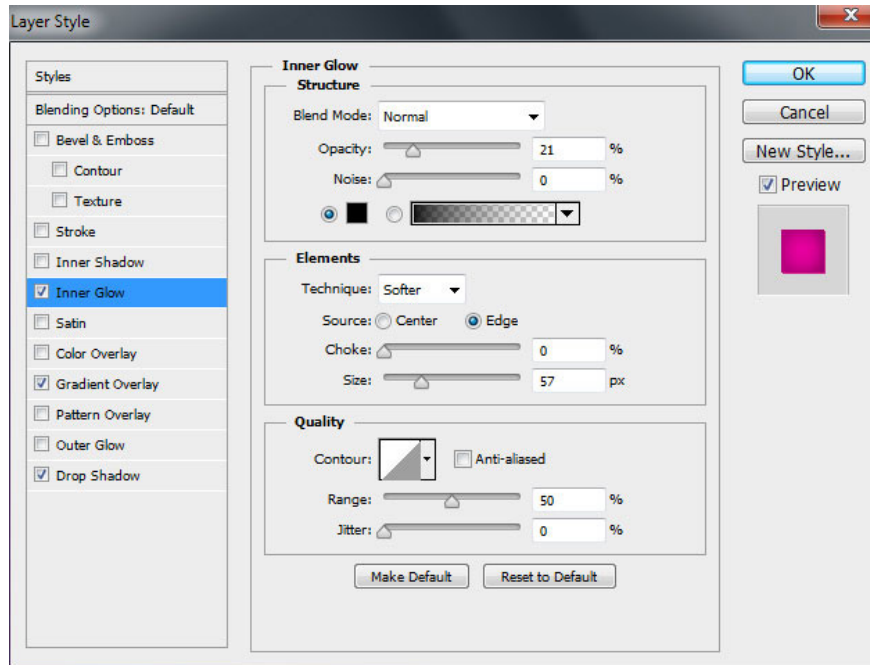 Layer Style
Styles
Blending Options: Default
Bevel & Emboss
Contour
Texture
Stroke
Inner Shadow
Inner Glow
Satin
Color Overlay
Gradient Overlay
Pattern Overlay
Outer Glow
Drop Shadow
Inner Glow
Structure
Blend Mode: Normal
Opacity: 21 %
Noise: 0 %
Elements
Technique: Softer
Source: Center Edge
Choke: 0 %
Size: 57 px
Quality
Contour: Anti-aliased
Range: 50 %
Jitter: 0 %
Make Default Reset to Default
OK
Cancel
New Style...
Preview